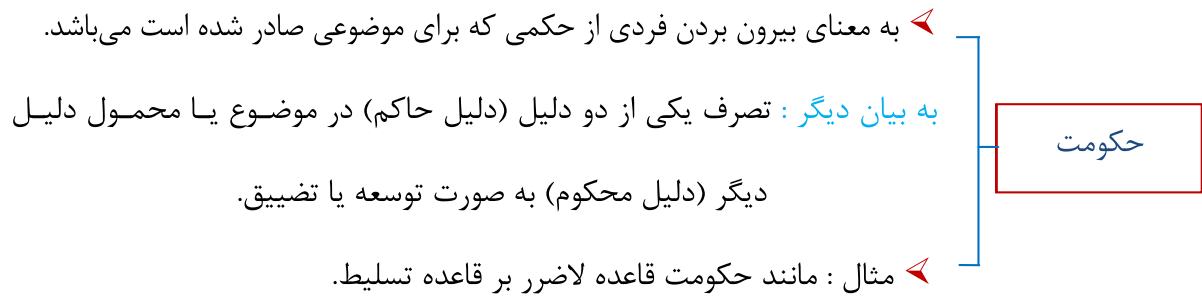 حکومت
به معنای بیرون بردن فردی از حکمی که برای موضوعی صادر شده است می‌باشد.
به بیان دیگر : تصرف یکی از دو دلیل (دلیل حاکم) در موضوع یا محمول دلیل
دیگر (دلیل محکوم) به صورت توسعه یا تضییق.
مثال : مانند حکومت قاعده لاضرر بر قاعده تسلیط.